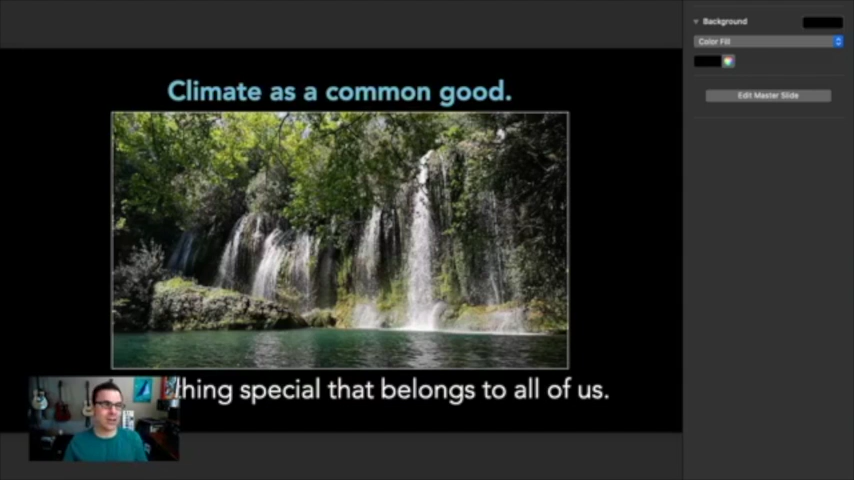 Background
Color Fill
Edit Master Slide
Climate as a common good.
thing special that belongs to all of us.